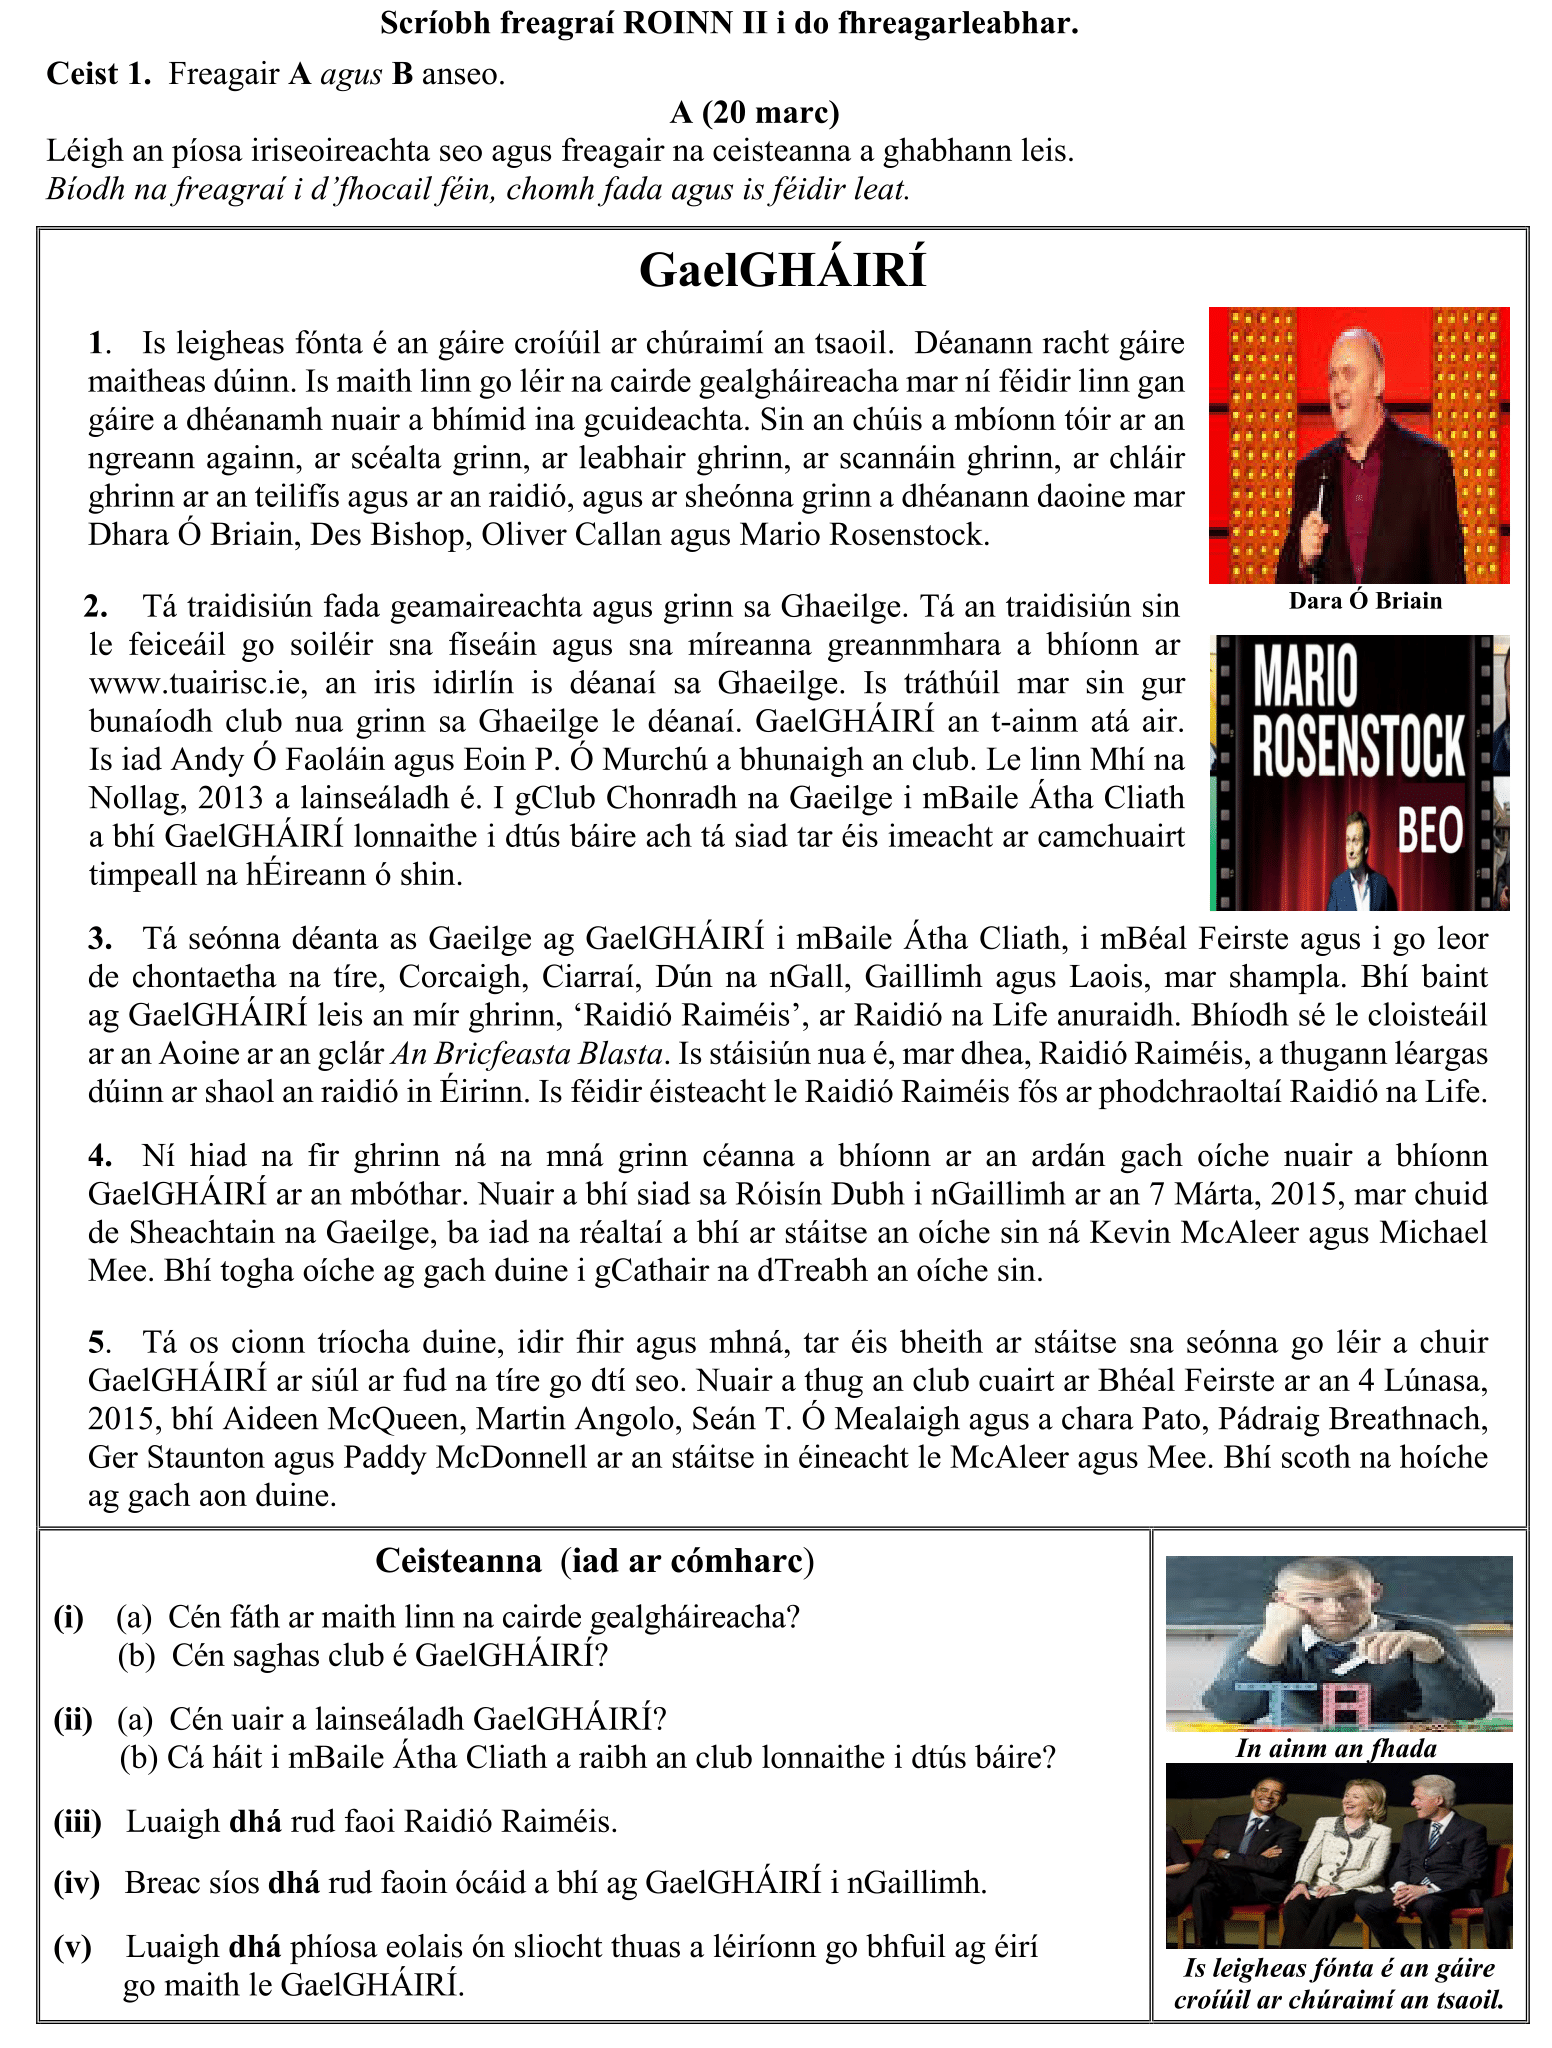 Scríobh freagraí ROINN II i do fhreagarleabhar.
Ceist 1. Freagair A agus B anseo.
A (20 marc)
Léigh an píosa iriseoireachta seo agus freagair na ceisteanna a ghabhann leis.
Bíodh na freagraí i d’fhocail féin, chomh fada agus is féidir leat.
GaelGHÁIRÍ
1. Is leigheas fónta é an gáire croíúil ar chúraimí an tsaoil. Déanann racht gáire
maitheas dúinn. Is maith linn go léir na cairde gealgháireacha mar ní féidir linn gan
gáire a dhéanamh nuair a bhímid ina gcuideachta. Sin an chúis a mbíonn tóir ar an
ngreann againn, ar scéalta grinn, ar leabhair ghrinn, ar scannáin ghrinn, ar chláir
ghrinn ar an teilifís agus ar an raidió, agus ar sheónna grinn a dhéanann daoine mar
Dhara Ó Briain, Des Bishop, Oliver Callan agus Mario Rosenstock.
Dara Ó Briain
2. Tá traidisiún fada geamaireachta agus grinn sa Ghaeilge. Tá an traidisiún sin
le feiceáil go soiléir sna físeáin agus sna míreanna greannmhara a bhíonn ar
www.tuairisc.ie, an iris idirlín is déanaí sa Ghaeilge. Is tráthúil mar sin gur
bunaíodh club nua grinn sa Ghaeilge le déanaí. GaelGHÁIRÍ an t-ainm atá air.
Is iad Andy Ó Faoláin agus Eoin P. Ó Murchú a bhunaigh an club. Le linn Mhí na
Nollag, 2013 a lainseáladh é. I gClub Chonradh na Gaeilge i mBaile Átha Cliath
a bhí GaelGHÁIRÍ lonnaithe i dtús báire ach tá siad tar éis imeacht ar camchuairt
timpeall na hÉireann ó shin.
MARIO
ROSENSTOCK
BEO
3. Tá seónna déanta as Gaeilge ag GaelGHÁIRÍ i mBaile Átha Cliath, i mBéal Feirste agus i go leor
de chontaetha na tíre, Corcaigh, Ciarraí, Dún na nGall, Gaillimh agus Laois, mar shampla. Bhí baint
ag GaelGHÁIRÍ leis an mír ghrinn, ‘Raidió Raiméis’, ar Raidió na Life anuraidh. Bhíodh sé le cloisteáil
ar an Aoine ar an gclár An Bricfeasta Blasta. Is stáisiún nua é, mar dhea, Raidió Raiméis, a thugann léargas
dúinn ar shaol an raidió in Éirinn. Is féidir éisteacht le Raidió Raiméis fós ar phodchraoltaí Raidió na Life.
4. Ní hiad na fir ghrinn ná na mná grinn céanna a bhíonn ar an ardán gach oíche nuair a bhíonn
GaelGHÁIRÍ ar an mbóthar. Nuair a bhí siad sa Róisín Dubh i nGaillimh ar an 7 Márta, 2015, mar chuid
de Sheachtain na Gaeilge, ba iad na réaltaí a bhí ar stáitse an oíche sin ná Kevin McAleer agus Michael
Mee. Bhí togha oíche ag gach duine i gCathair na dTreabh an oíche sin.
5. Tá os cionn tríocha duine, idir fhir agus mhná, tar éis bheith ar stáitse sna seónna go léir a chuir
GaelGHÁIRÍ ar siúl ar fud na tíre go dtí seo. Nuair a thug an club cuairt ar Bhéal Feirste ar an 4 Lúnasa,
2015, bhí Aideen McQueen, Martin Angolo, Seán T. Ó Mealaigh agus a chara Pato, Pádraig Breathnach,
Ger Staunton agus Paddy McDonnell ar an stáitse in éineacht le McAleer agus Mee. Bhí scoth na hoíche
ag gach aon duine.
Ceisteanna (iad ar cómharc)
(i) (a) Cén fáth ar maith linn na cairde gealgháireacha?
(b) Cén saghas club é GaelGHÁIRÍ?
(ii) (a) Cén uair a lainseáladh GaelGHÁIRÍ?
(b) Cá háit i mBaile Átha Cliath a raibh an club lonnaithe i dtús báire?
(iii) Luaigh dhá rud faoi Raidió Raiméis.
(iv) Breac síos dhá rud faoin ócáid a bhí ag GaelGHÁIRÍ i nGaillimh.
(v) Luaigh dhá phíosa eolais ón sliocht thuas a léiríonn go bhfuil ag éirí
go maith le GaelGHÁIRÍ.
In ainm an fhada
Is leigheas fónta é an gáire
croíúil ar chúraimí an tsaoil.